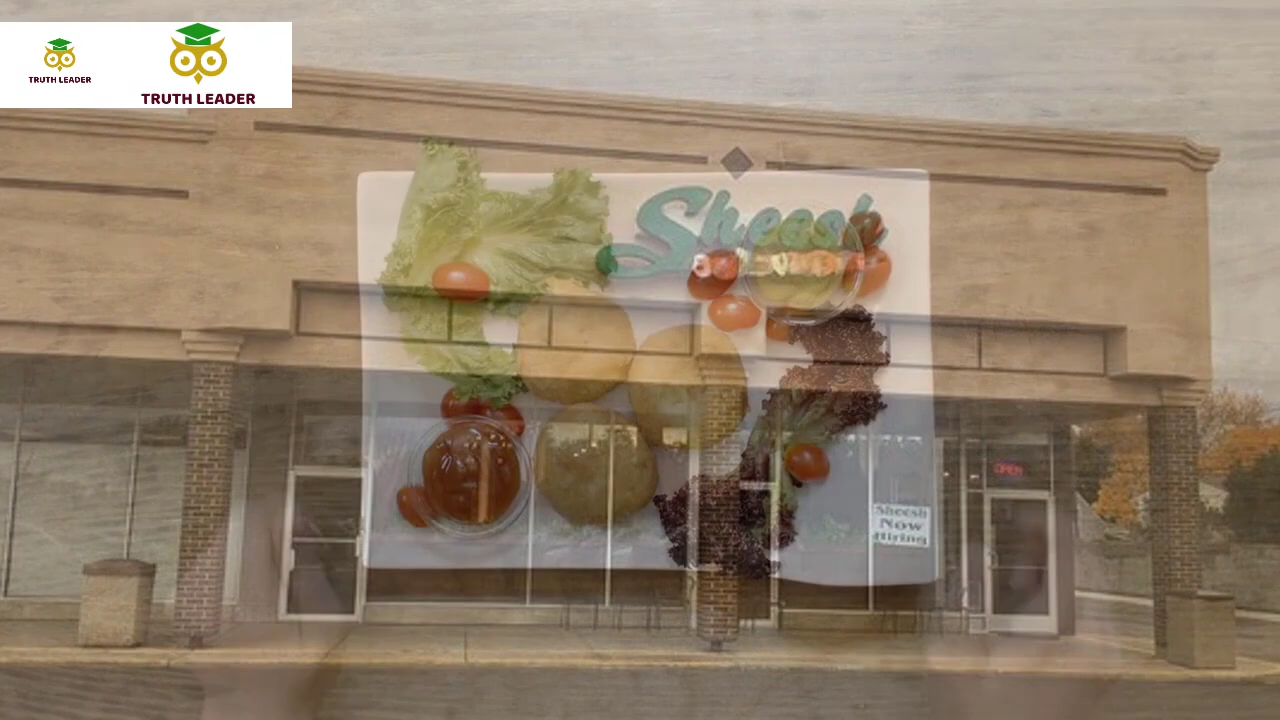 TRUTH LEADER
TRUTH LEADER
Sheesh
OPEN
Sheesh
Now
Hiring